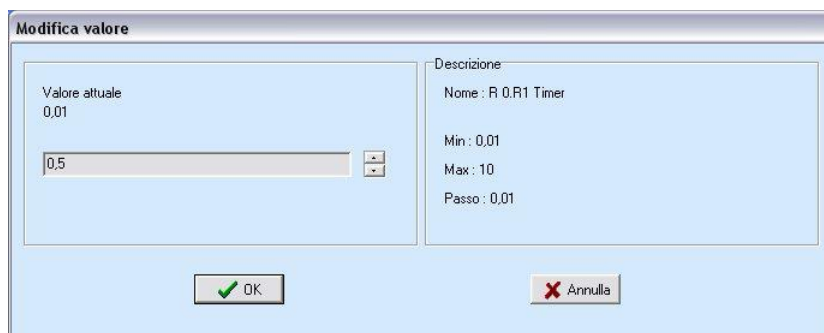 Modifica valore
Valore attuale
0,01
0,5
Descrizione
Nome : R 0.R1 Timer
Min : 0,01
Max : 10
Passo : 0,01
OK
Annulla